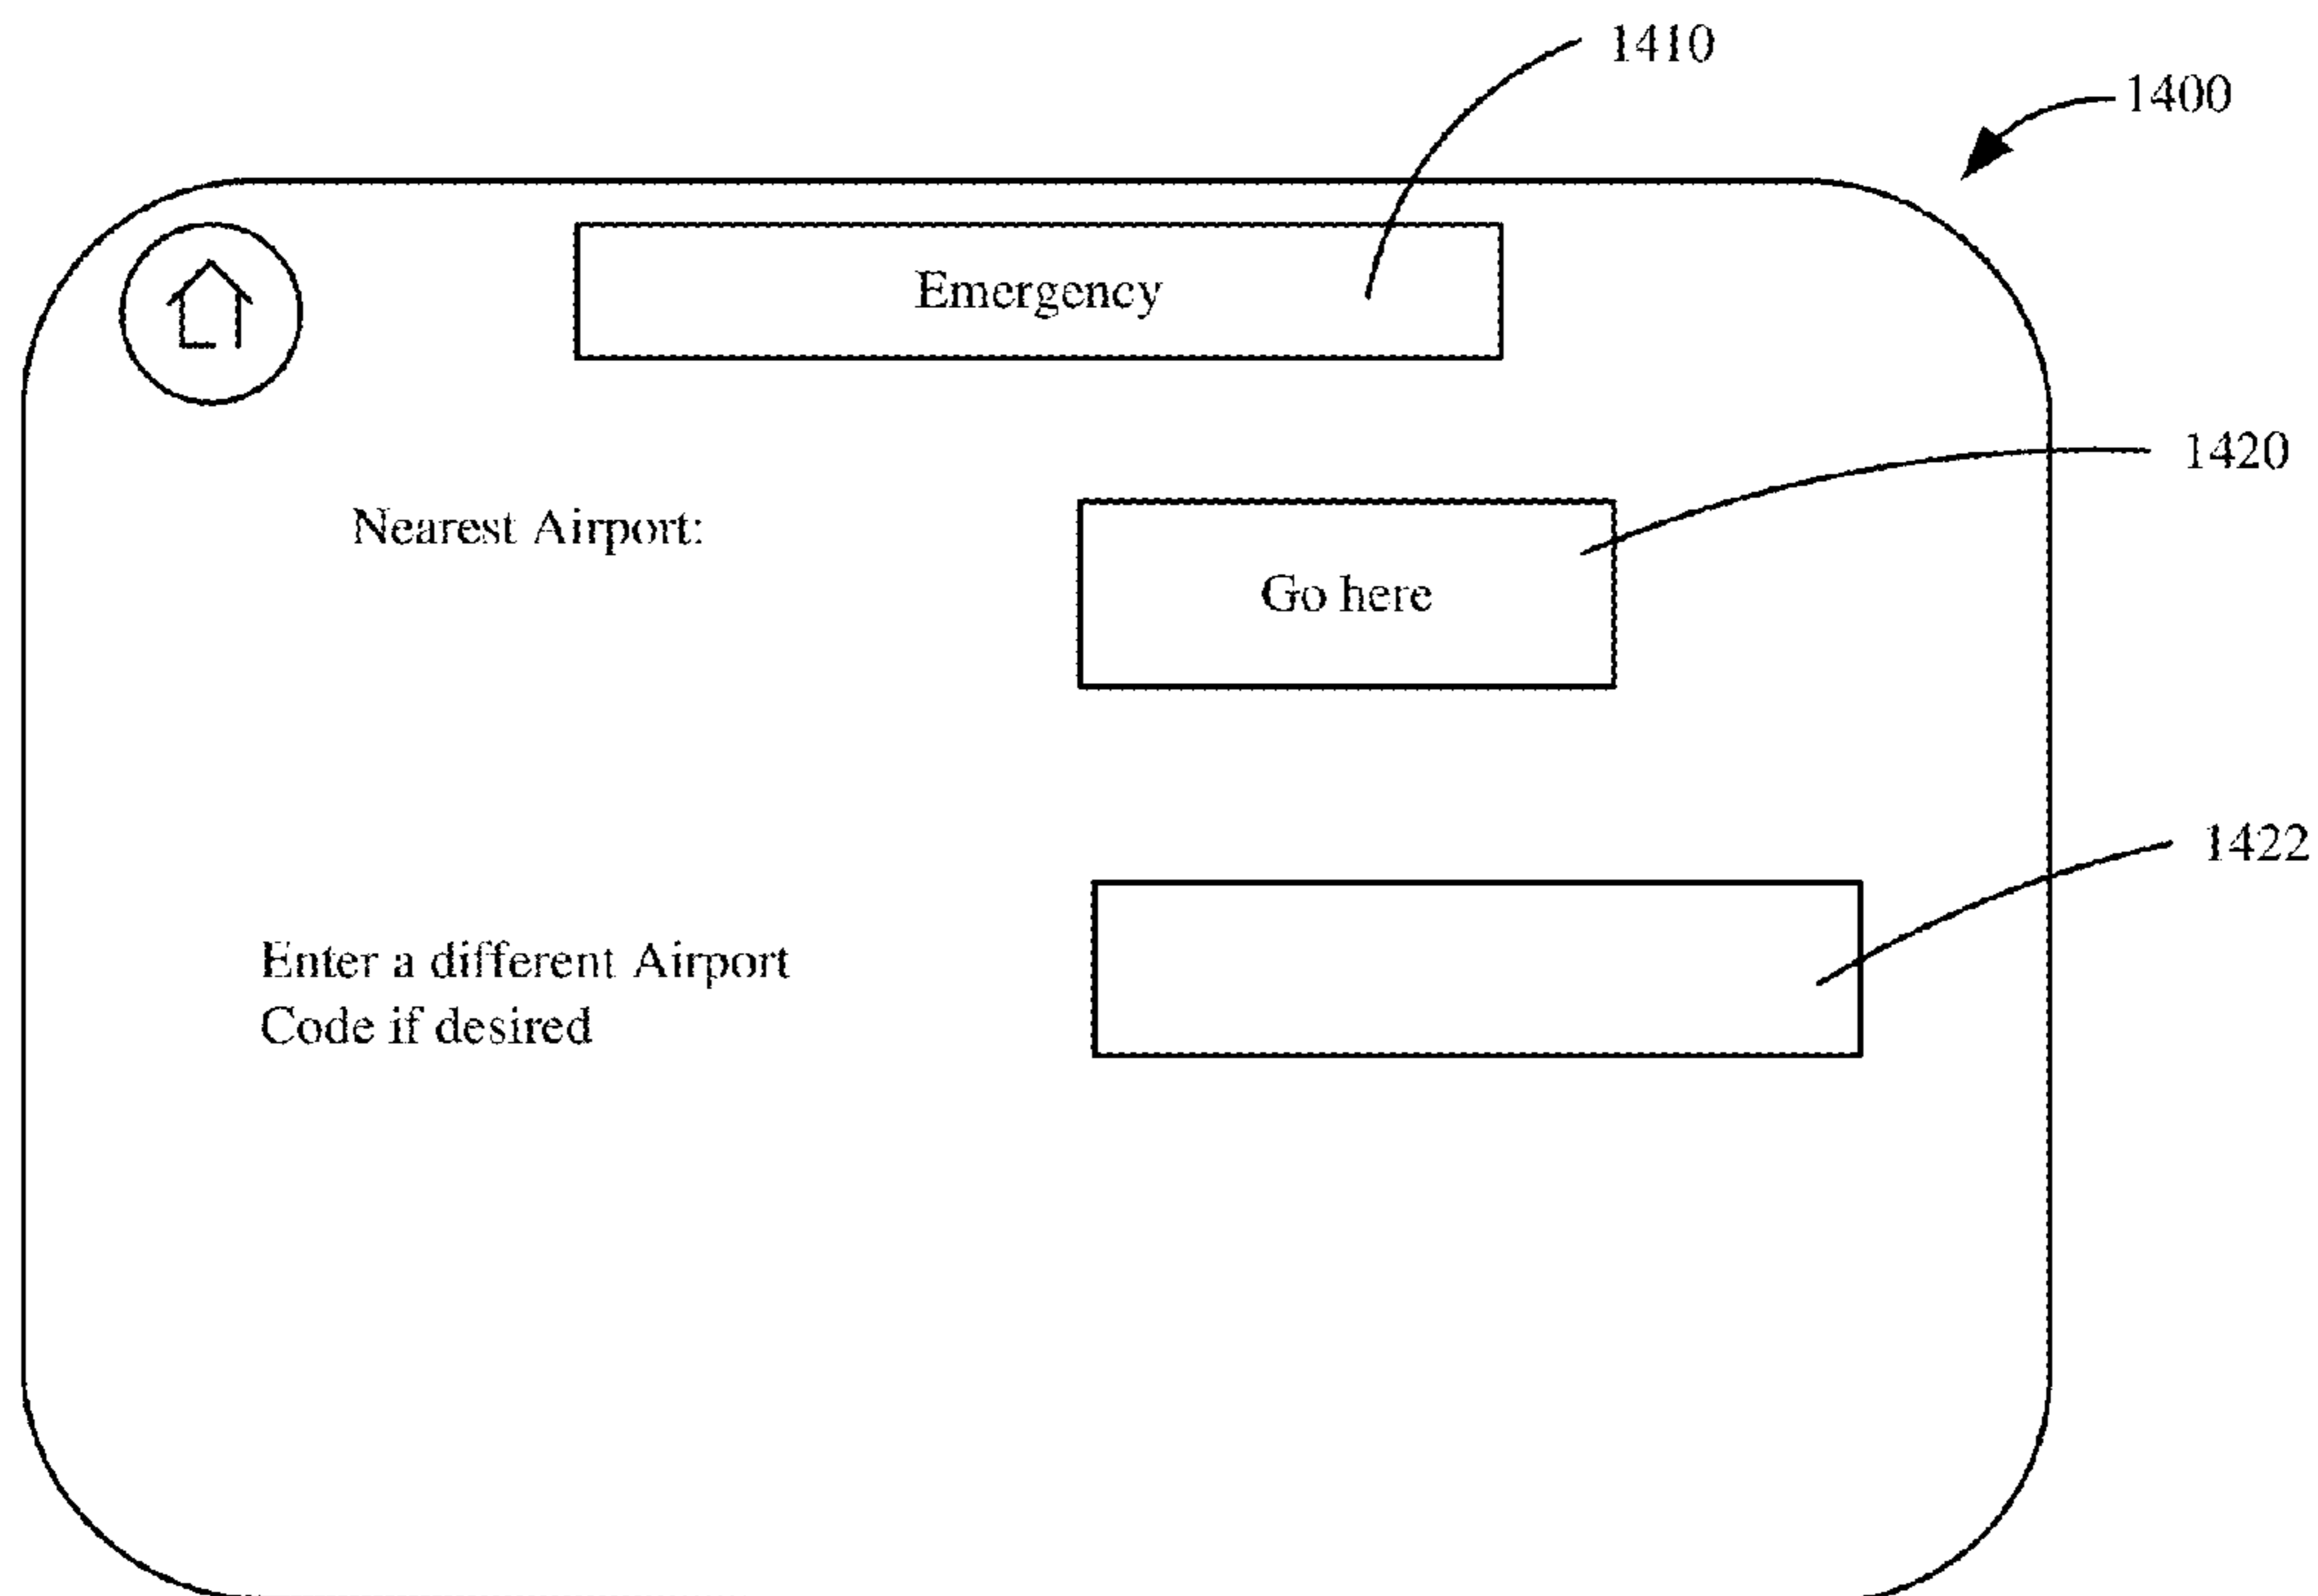 1410
1400
Emergency
1420
Nearest Airport:
Go here
1422
Enter a different Airport
Code if desired